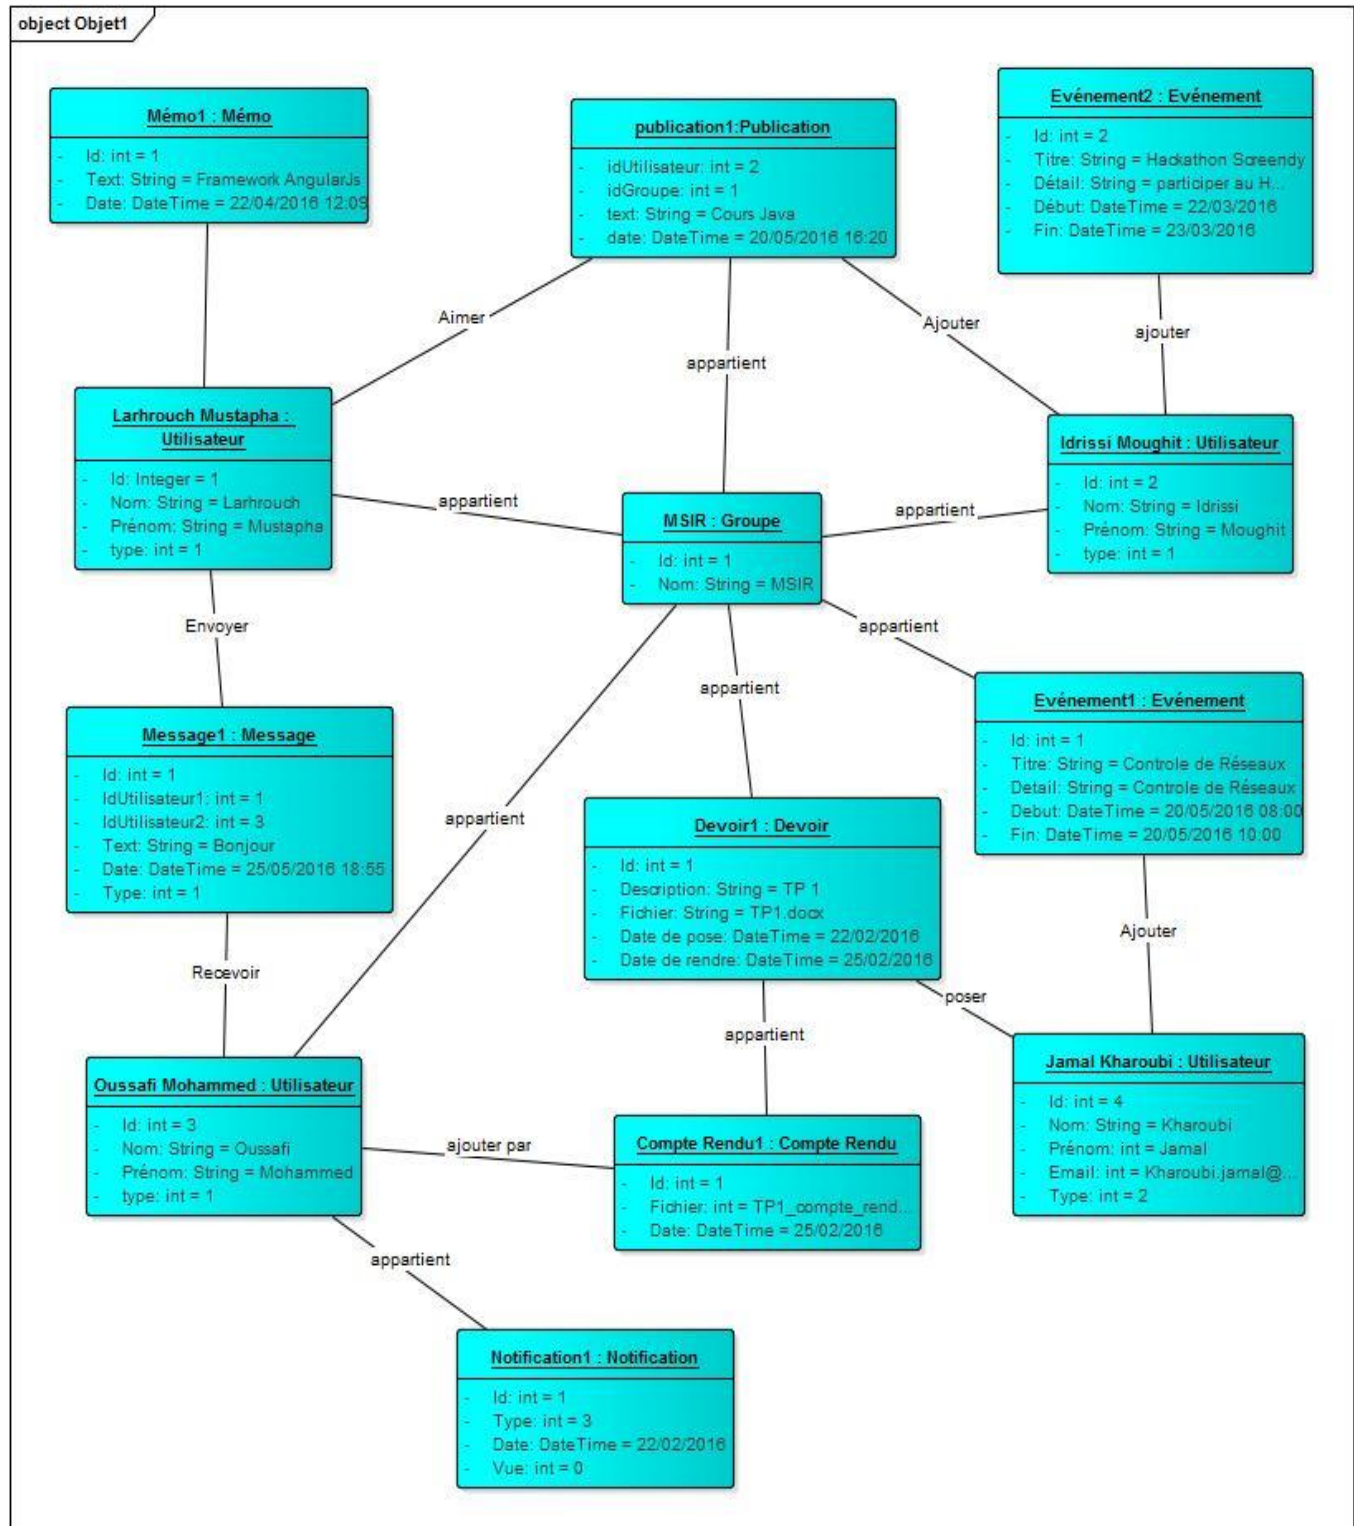 object Objet1
Mémo1 : Mémo
- Id: int = 1
- Text: String = Framework AngularJs
- Date: DateTime = 22/04/2016 12:09
publication1:Publication
- idUtilisateur: int = 2
- idGroupe: int = 1
- text: String = Cours Java
- date: DateTime = 20/05/2016 16:20
Evénement2 : Evénement
- Id: int = 2
- Titre: String = Hackathon Screendy
- Détail: String = participer au H...
- Début: DateTime = 22/03/2016
- Fin: DateTime = 23/03/2016
Aimer
appartient
Ajouter
ajouter
Larhrouch Mustapha :
Utilisateur
- Id: Integer = 1
- Nom: String = Larhrouch
- Prénom: String = Mustapha
- type: int = 1
appartient
MSIR : Groupe
- Id: int = 1
- Nom: String = MSIR
appartient
Idrissi Moughit : Utilisateur
- Id: int = 2
- Nom: String = Idrissi
- Prénom: String = Moughit
- type: int = 1
Envoyer
appartient
appartient
appartient
Message1 : Message
- Id: int = 1
- IdUtilisateur1: int = 1
- IdUtilisateur2: int = 3
- Text: String = Bonjour
- Date: DateTime = 25/05/2016 18:55
- Type: int = 1
Evénement1 : Evénement
- Id: int = 1
- Titre: String = Controle de Réseaux
- Detail: String = Controle de Réseaux
- Debut: DateTime = 20/05/2016 08:00
- Fin: DateTime = 20/05/2016 10:00
Devoir1 : Devoir
- Id: int = 1
- Description: String = TP 1
- Fichier: String = TP1.docx
- Date de pose: DateTime = 22/02/2016
- Date de rendre: DateTime = 25/02/2016
Recevoir
Ajouter
poser
appartient
Oussafi Mohammed : Utilisateur
- Id: int = 3
- Nom: String = Oussafi
- Prénom: String = Mohammed
- type: int = 1
ajouter par
Compte Rendu1 : Compte Rendu
- Id: int = 1
- Fichier: int = TP1_compte_rend...
- Date: DateTime = 25/02/2016
Jamal Kharoubi : Utilisateur
- Id: int = 4
- Nom: String = Kharoubi
- Prénom: int = Jamal
- Email: int = Kharoubi.jamal@...
- Type: int = 2
appartient
Notification1 : Notification
- Id: int = 1
- Type: int = 3
- Date: DateTime = 22/02/2016
- Vue: int = 0